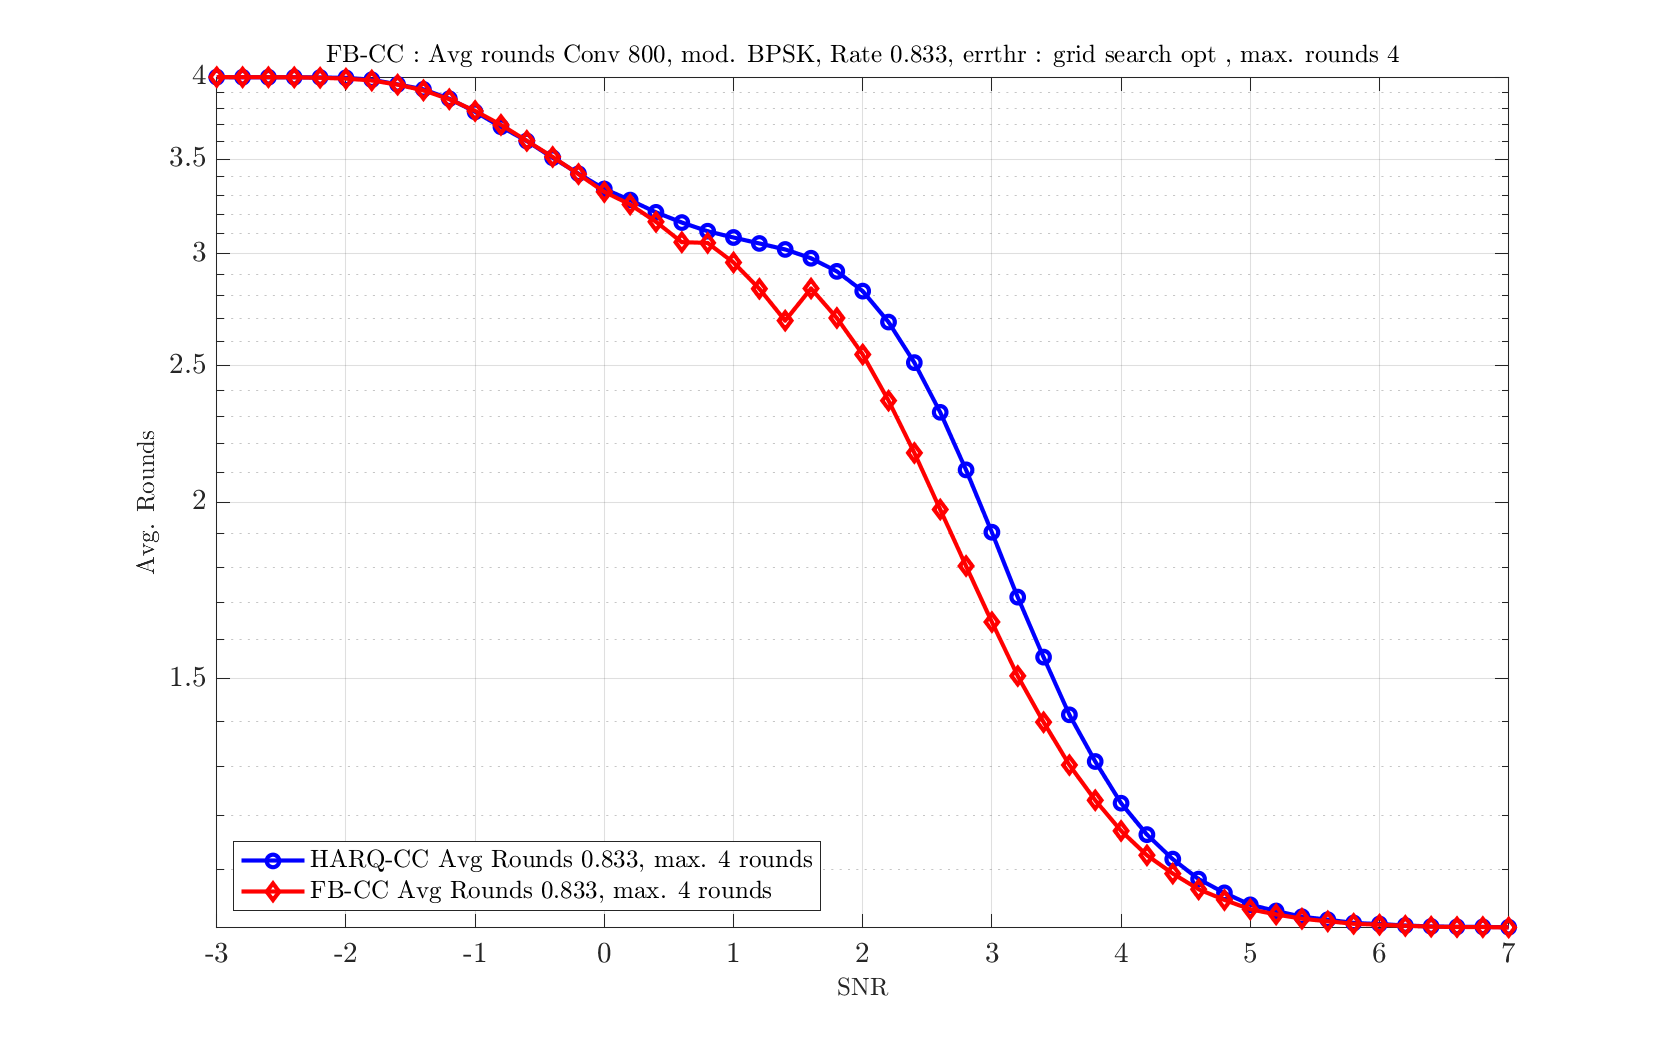 FB-CC : Avg rounds Conv 800, mod. BPSK, Rate 0.833, errthr : grid search opt , max. rounds 4
4
3.5
3
2.5
2
1.5
Avg. Rounds
HARQ-CC Avg Rounds 0.833, max. 4 rounds
FB-CC Avg Rounds 0.833, max. 4 rounds
-3 -2 -1 0 1 2 3 4 5 6 7
SNR